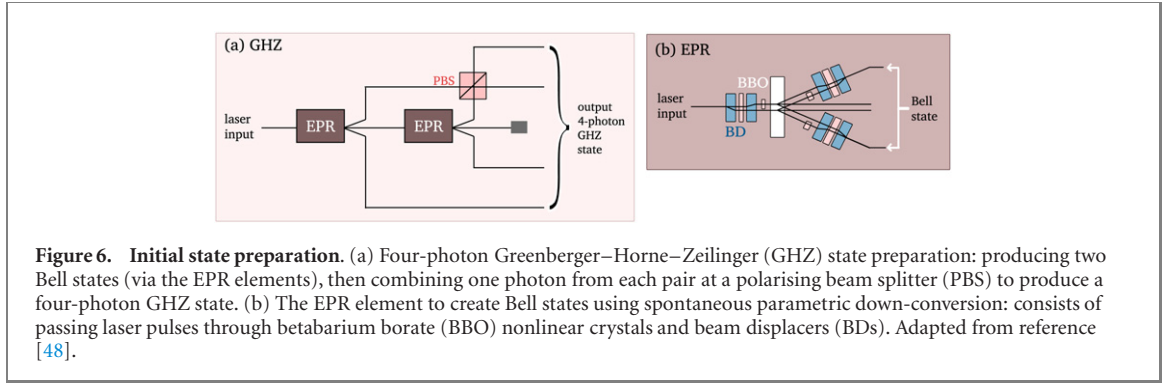 (a) GHZ
PBS
laser
input
EPR
EPR
output
4-photon
GHZ
state
(b) EPR
BBO
laser
input
BD
Bell
state
Figure 6. Initial state preparation. (a) Four-photon Greenberger–Horne–Zeilinger (GHZ) state preparation: producing two
Bell states (via the EPR elements), then combining one photon from each pair at a polarising beam splitter (PBS) to produce a
four-photon GHZ state. (b) The EPR element to create Bell states using spontaneous parametric down-conversion: consists of
passing laser pulses through betabarium borate (BBO) nonlinear crystals and beam displacers (BDs). Adapted from reference
[48].